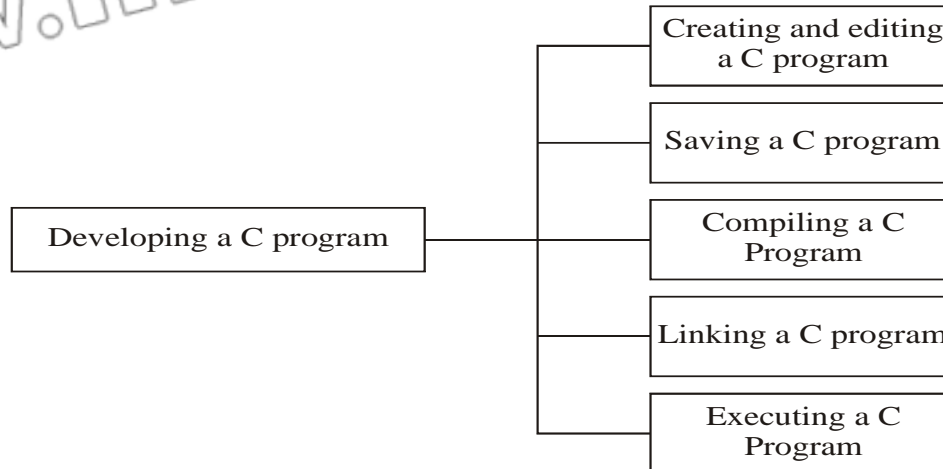 Creating and editing
a C program
Saving a C program
Developing a C program
Compiling a C
Program
Linking a C program
Executing a C
Program